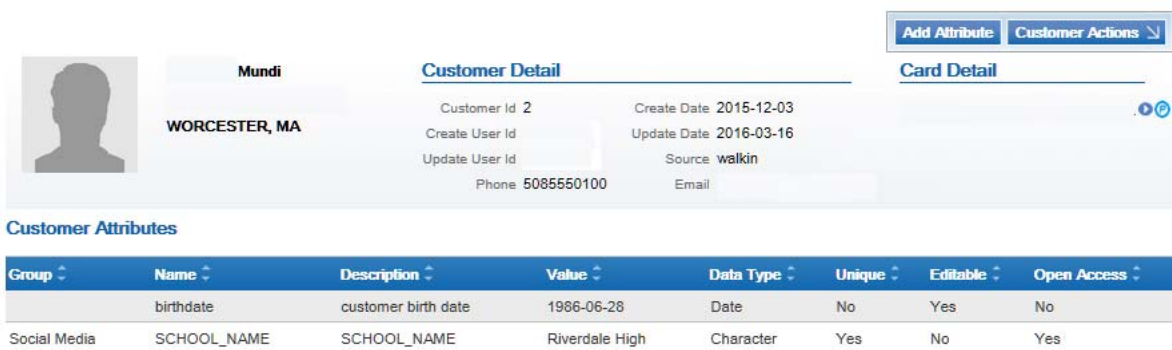 Add Attribute Customer Actions
Mundi Customer Detail Card Detail
Customer Id 2 Create Date 2015-12-03
WORCESTER, MA Create User Id Update Date 2016-03-16
Update User Id Source walkin
Phone 5085550100 Email
Customer Attributes
Group Name Description Value Data Type Unique Editable Open Access
birthdate customer birth date 1986-06-28 Date No Yes No
Social Media SCHOOL_NAME SCHOOL_NAME Riverdale High Character Yes No Yes